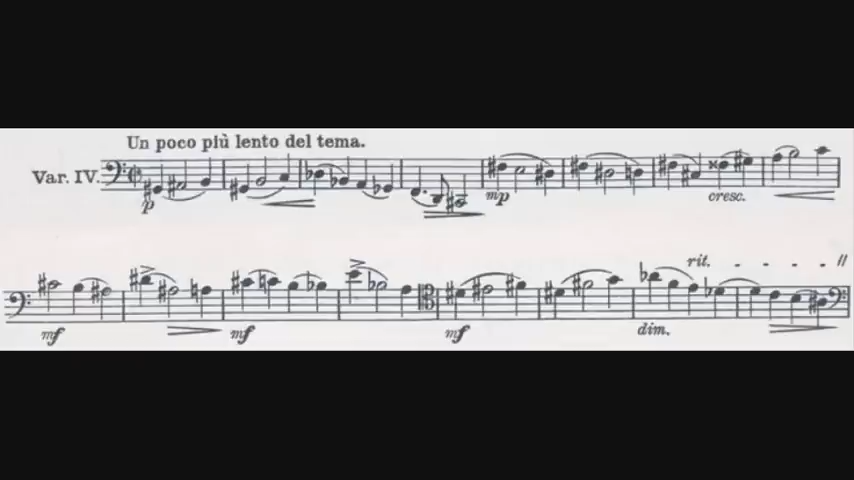 Un poco più lento del tema.
Var. IV.
p
mp
cresc.
rit.
mf
mf
mf
dim.